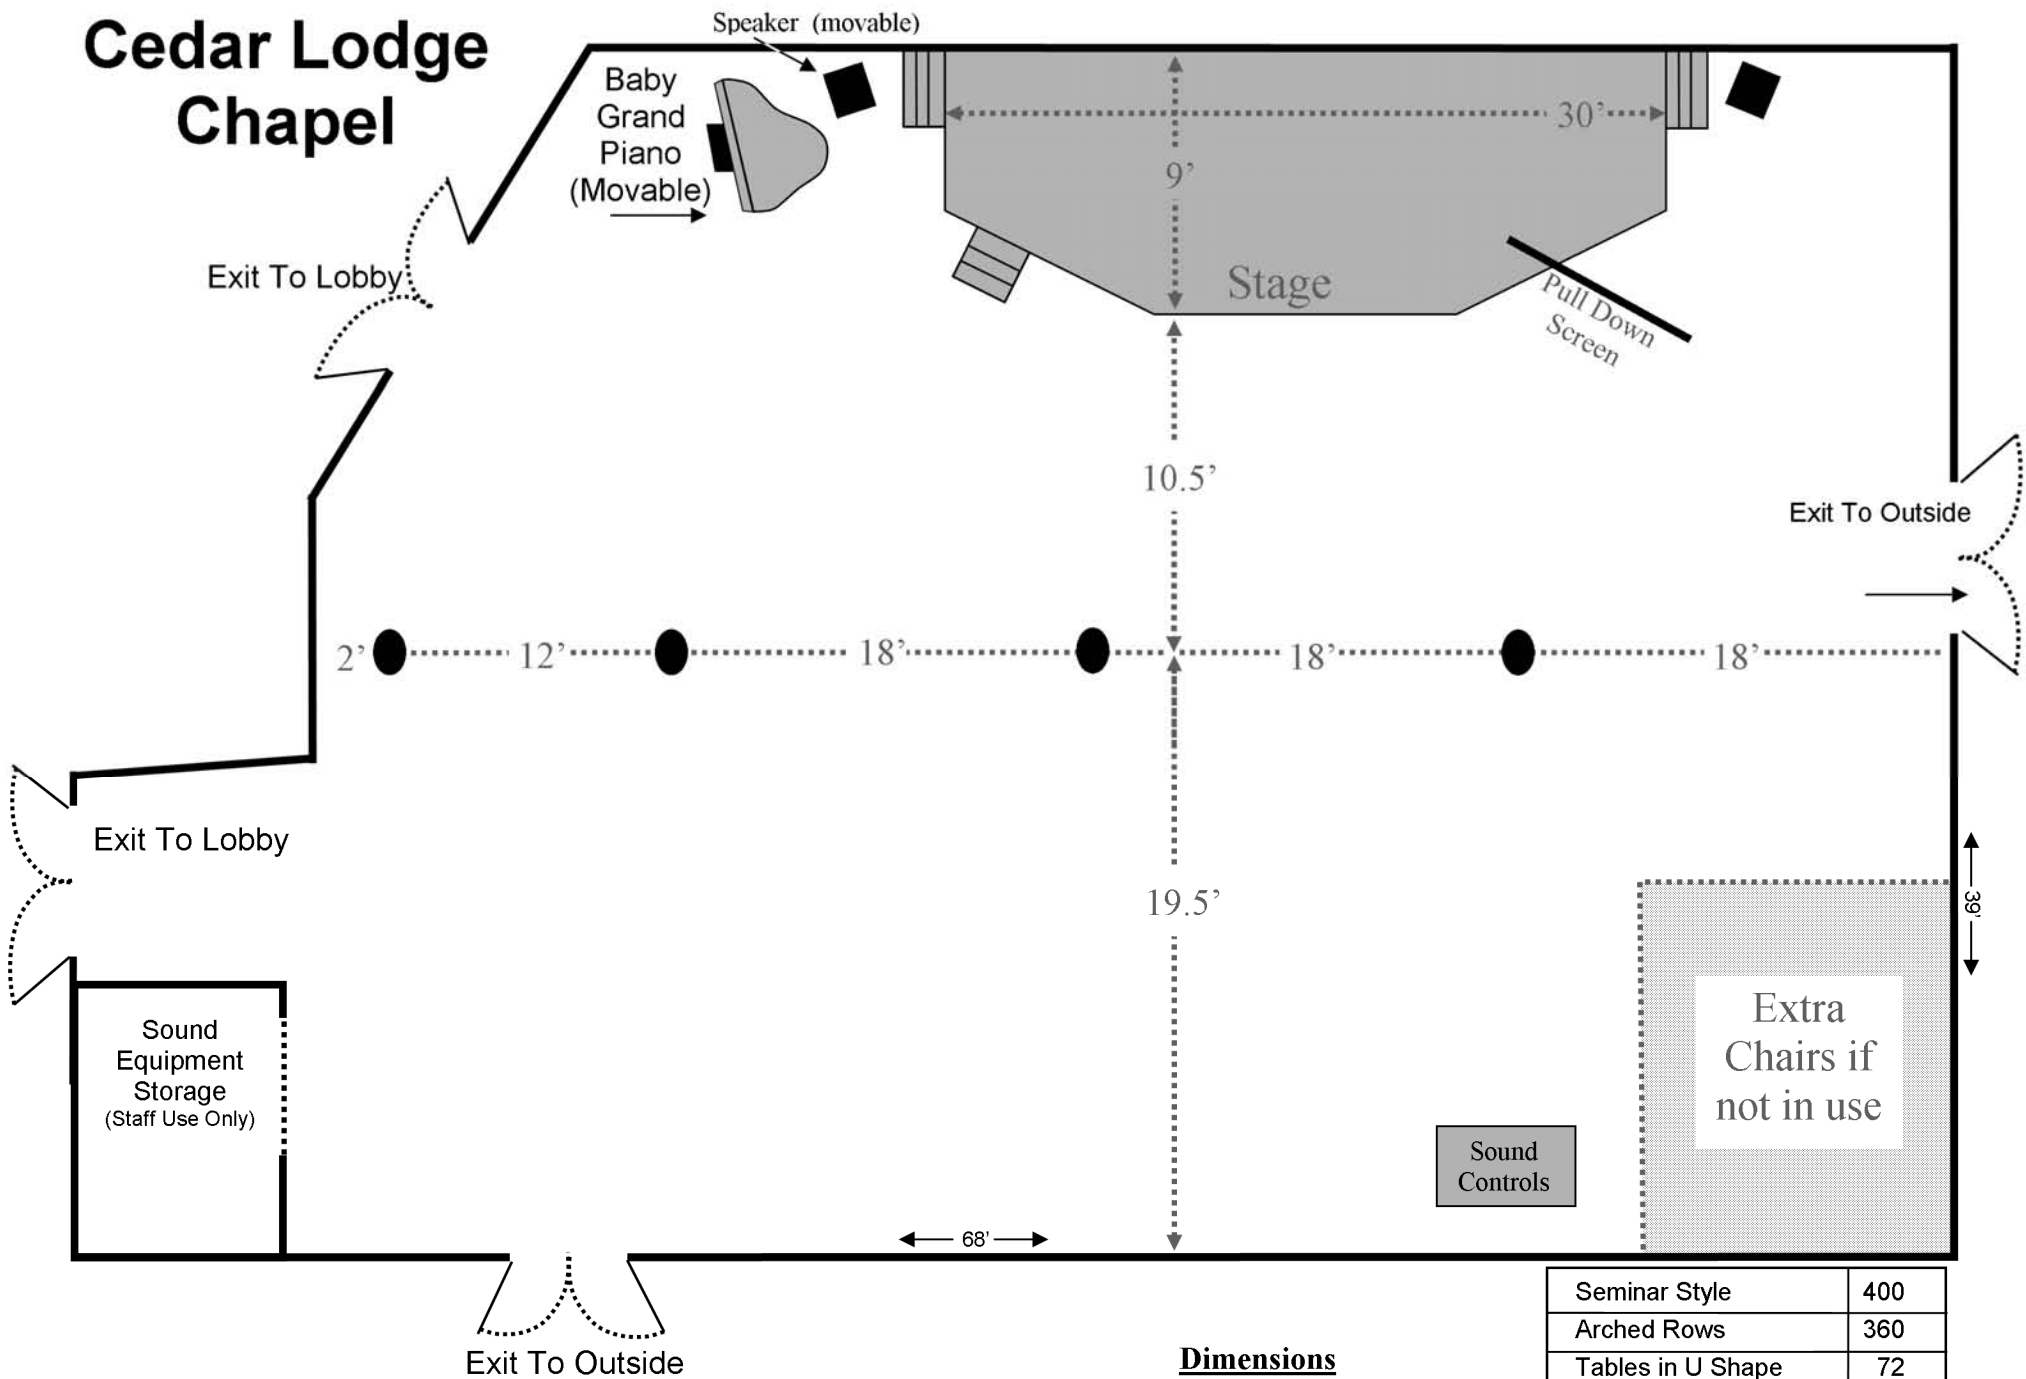 Cedar Lodge
Chapel
Speaker (movable)
Baby
Grand
Piano
(Movable)
30’
9’
Stage
Pull Down
Screen
Exit To Lobby
10.5’
Exit To Outside
2’
12’
18’
18’
18’
Exit To Lobby
19.5’
39'
Extra
Chairs if
not in use
Sound
Equipment
Storage
(Staff Use Only)
Sound
Controls
68'
Exit To Outside
Dimensions
Seminar Style 400
Arched Rows 360
Tables in U Shape 72